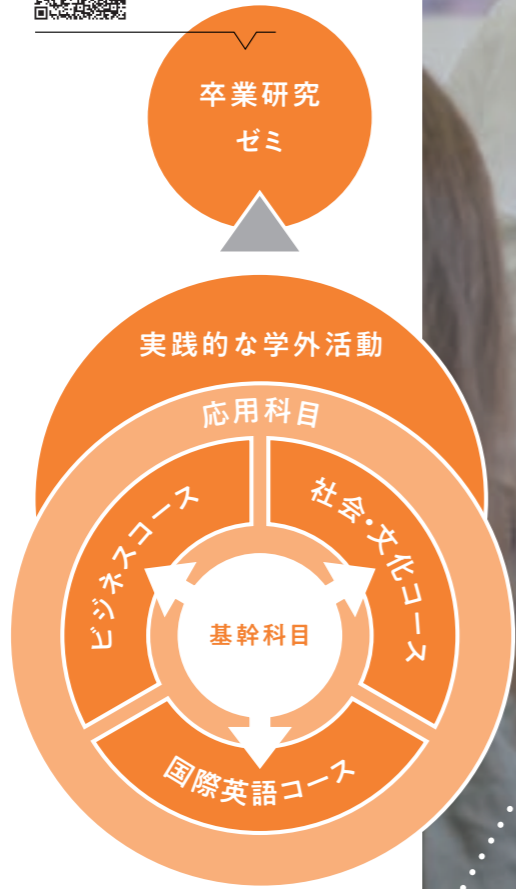 卒業研究
ゼミ
実践的な学外活動
応用科目
ビジネスコース
社会・文化コース
基幹科目
国際英語コース